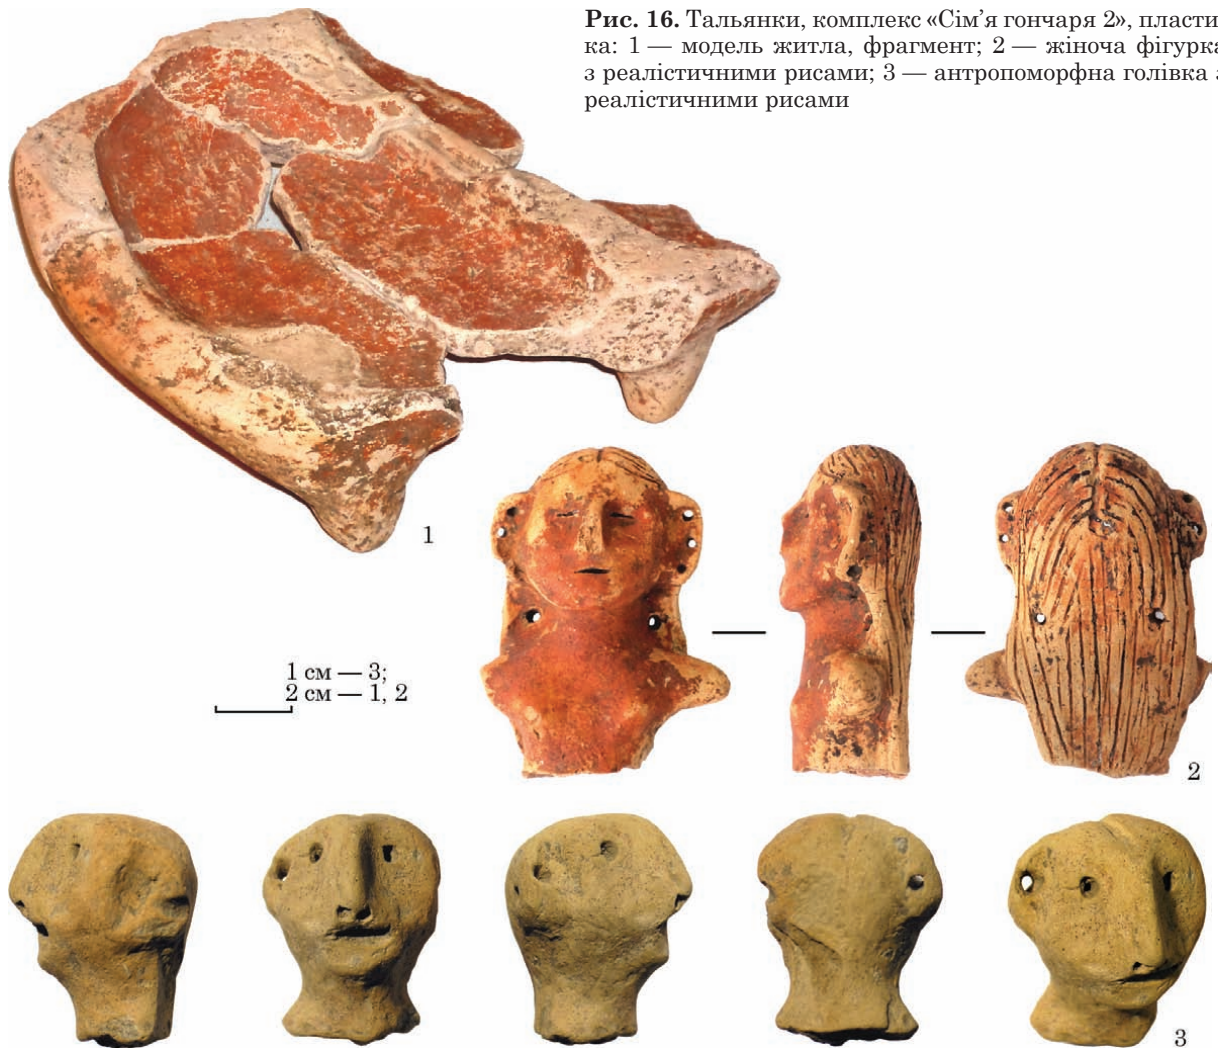 Рис. 16. Тальянки, комплекс «Сім’я гончаря 2», пласти-
ка: 1 — модель житла, фрагмент; 2 — жіноча фігурка
з реалістичними рисами; 3 — антропоморфна голівка з
реалістичними рисами
1
1 см — 3;
2 см — 1, 2
2
3